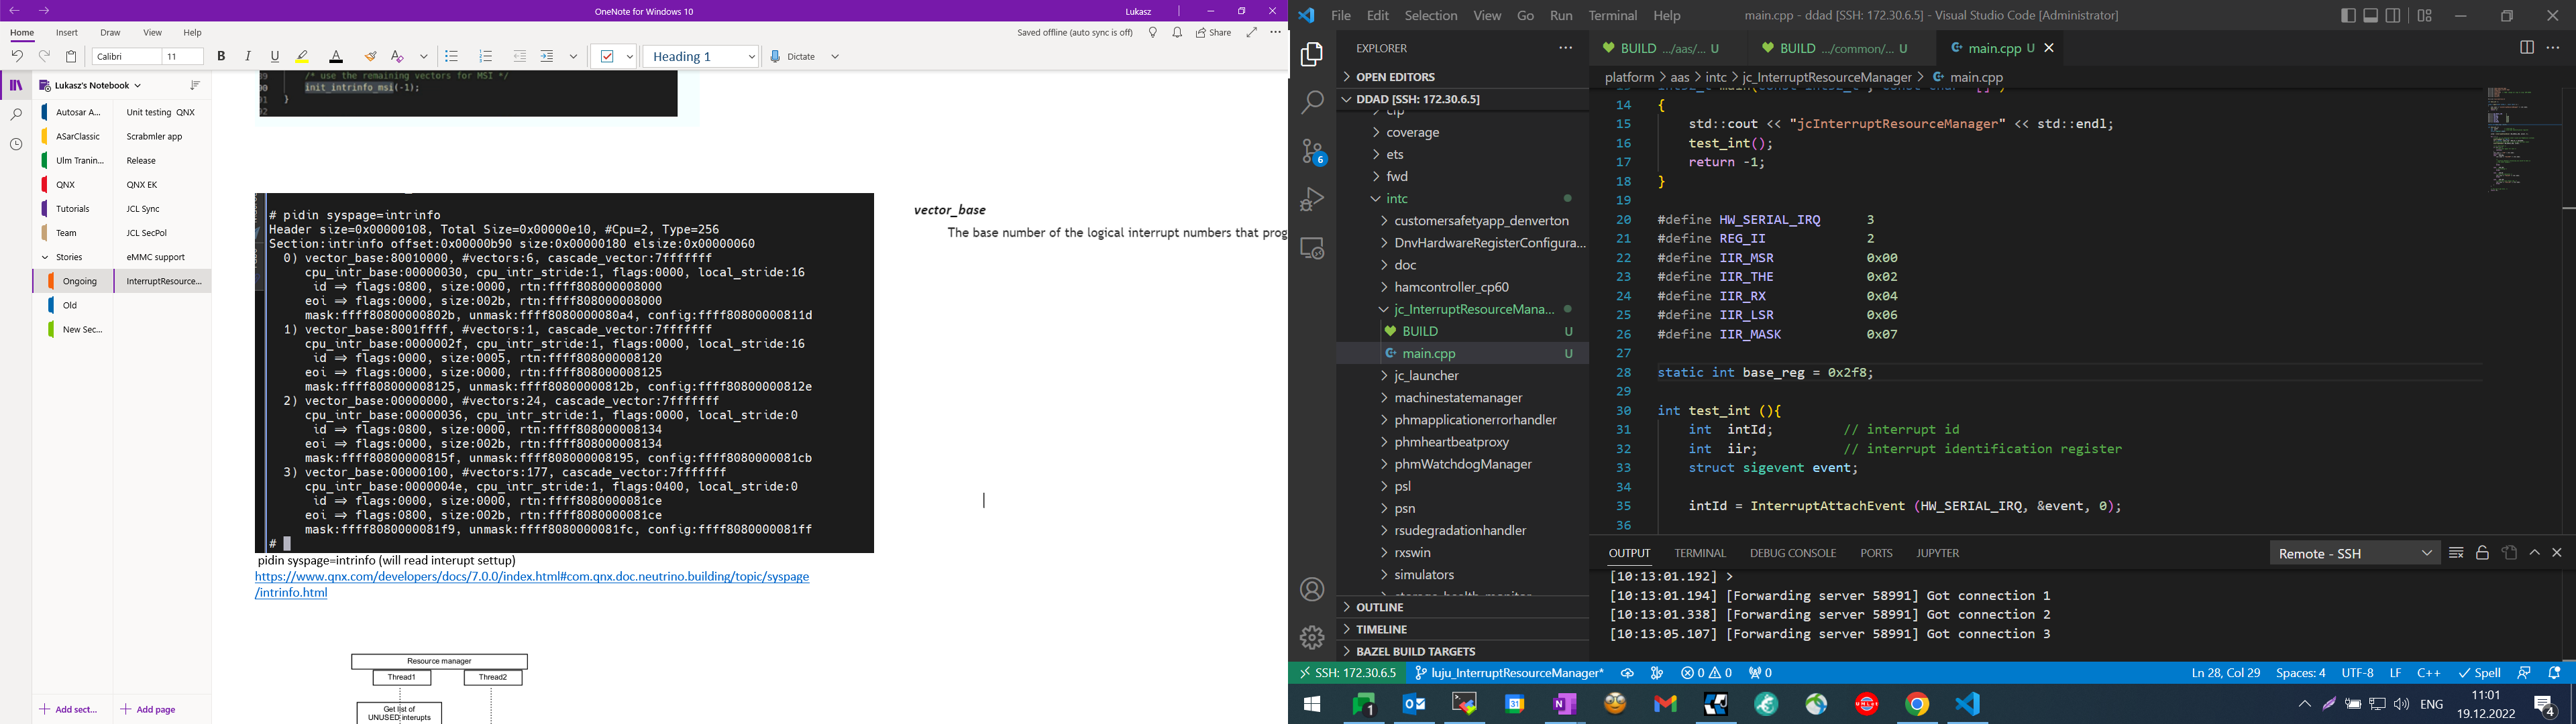 OneNote for Windows 10
Lukasz
Home Insert Draw View Help
Saved offline (auto sync is off)
Share
Calibri 11
B I U A
Heading 1
Dictate
Lukasz's Notebook
Autosar A...
ASarClassic
Ulm Tranin...
QNX
Tutorials
Team
Stories
Ongoing
Old
New Sec...
Add sect...
Unit testing QNX
Scrabmler app
Release
QNX EK
JCL Sync
JCL SecPol
eMMC support
InterruptResource...
Add page
/* use the remaining vectors for MSI */
init_intrinfo_msi(-1);
}
# pidin syspage=intrinfo
Header size=0x00000108, Total Size=0x00000e10, #Cpu=2, Type=256
Section:intrinfo offset:0x00000b90 size:0x00000180 elsize:0x00000060
0) vector_base:80010000, #vectors:6, cascade_vector:7fffffff
cpu_intr_base:00000030, cpu_intr_stride:1, flags:0000, local_stride:16
id => flags:0800, size:0000, rtn:ffff808000008000
eoi => flags:0000, size:002b, rtn:ffff808000008000
mask:ffff80800000802b, unmask:ffff8080000080a4, config:ffff80800000811d
1) vector_base:8001ffff, #vectors:1, cascade_vector:7fffffff
cpu_intr_base:0000002f, cpu_intr_stride:1, flags:0000, local_stride:16
id => flags:0000, size:0005, rtn:ffff808000008120
eoi => flags:0000, size:0000, rtn:ffff808000008125
mask:ffff808000008125, unmask:ffff80800000812b, config:ffff80800000812e
2) vector_base:00000000, #vectors:24, cascade_vector:7fffffff
cpu_intr_base:00000036, cpu_intr_stride:1, flags:0000, local_stride:0
id => flags:0800, size:0000, rtn:ffff808000008134
eoi => flags:0000, size:002b, rtn:ffff808000008134
mask:ffff80800000815f, unmask:ffff808000008195, config:ffff8080000081cb
3) vector_base:00000100, #vectors:177, cascade_vector:7fffffff
cpu_intr_base:0000004e, cpu_intr_stride:1, flags:0400, local_stride:0
id => flags:0000, size:0000, rtn:ffff8080000081ce
eoi => flags:0800, size:002b, rtn:ffff8080000081ce
mask:ffff8080000081f9, unmask:ffff8080000081fc, config:ffff8080000081ff
#
pidin syspage=intrinfo (will read interupt settup)
https://www.qnx.com/developers/docs/7.0.0/index.html#com.qnx.doc.neutrino.building/topic/syspage
/intrinfo.html
vector_base
The base number of the logical interrupt numbers that prog
Resource manager
Thread1 Thread2
Get list of
UNUSED interupts
File Edit Selection View Go Run Terminal Help
main.cpp - ddad [SSH: 172.30.6.5] - Visual Studio Code [Administrator]
6
EXPLORER
OPEN EDITORS
DDAD [SSH: 172.30.6.5]
cip
coverage
ets
fwd
intc
customersafetyapp_denverton
DnvHardwareRegisterConfigura...
doc
hamcontroller_cp60
jc_InterruptResourceMana...
BUILD U
main.cpp U
jc_launcher
machinestatemanager
phmapplicationerrorhandler
phmheartbeatproxy
phmWatchdogManager
psl
psn
rsudegradationhandler
rxswin
simulators
OUTLINE
TIMELINE
BAZEL BUILD TARGETS
BUILD .../aas/... U
BUILD .../common/... U
main.cpp U
platform > aas > intc > jc_InterruptResourceManager > main.cpp
14 {
15 std::cout << "jcInterruptResourceManager" << std::endl;
16 test_int();
17 return -1;
18 }
19
20 #define HW_SERIAL_IRQ 3
21 #define REG_II 2
22 #define IIR_MSR 0x00
23 #define IIR_THE 0x02
24 #define IIR_RX 0x04
25 #define IIR_LSR 0x06
26 #define IIR_MASK 0x07
27
28 static int base_reg = 0x2f8;
29
30 int test_int (){
31 int intId; // interrupt id
32 int iir; // interrupt identification register
33 struct sigevent event;
34
35 intId = InterruptAttachEvent (HW_SERIAL_IRQ, &event, 0);
36
OUTPUT TERMINAL DEBUG CONSOLE PORTS JUPYTER
Remote - SSH
[10:13:01.192] >
[10:13:01.194] [Forwarding server 58991] Got connection 1
[10:13:01.338] [Forwarding server 58991] Got connection 2
[10:13:05.107] [Forwarding server 58991] Got connection 3
SSH: 172.30.6.5 luju_InterruptResourceManager* 0 0 0
Ln 28, Col 29 Spaces: 4 UTF-8 LF C++ Spell
ENG
11:01
19.12.2022
4